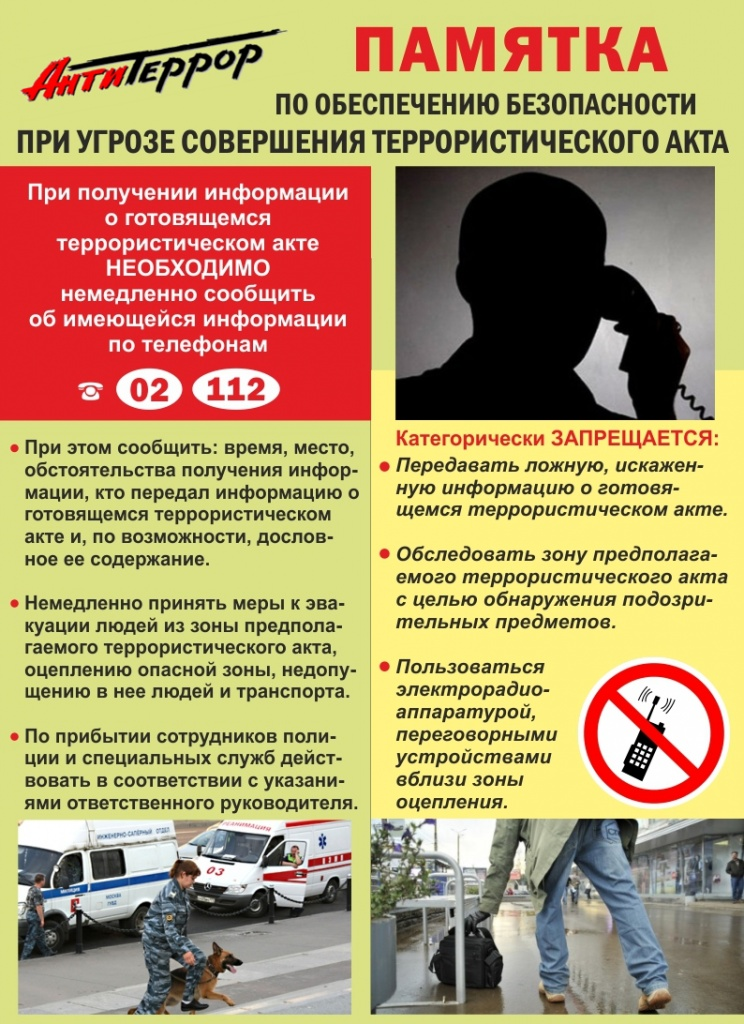 АнтиТеррор
ПАМЯТКА
ПО ОБЕСПЕЧЕНИЮ БЕЗОПАСНОСТИ
ПРИ УГРОЗЕ СОВЕРШЕНИЯ ТЕРРОРИСТИЧЕСКОГО АКТА
При получении информации
о готовящемся
террористическом акте
НЕОБХОДИМО
немедленно сообщить
об имеющейся информации
по телефонам
☎ 02 112
• При этом сообщить: время, место,
обстоятельства получения инфор-
мации, кто передал информацию о
готовящемся террористическом
акте и, по возможности, дослов-
ное ее содержание.
• Немедленно принять меры к эва-
куации людей из зоны предпола-
гаемого террористического акта,
оцеплению опасной зоны, недопу-
щению в нее людей и транспорта.
• По прибытии сотрудников поли-
ции и специальных служб дейст-
вовать в соответствии с указани-
ями ответственного руководителя.
Категорически ЗАПРЕЩАЕТСЯ:
• Передавать ложную, искажен-
ную информацию о готовя-
щемся террористическом акте.
• Обследовать зону предполага-
емого террористического акта
с целью обнаружения подозри-
тельных предметов.
• Пользоваться
электрорадио-
аппаратурой,
переговорными
устройствами
вблизи зоны
оцепления.
ИНЖЕНЕРНО-САПЁРНЫЙ ОТДЕЛ
РЕАНИМАЦИЯ
03